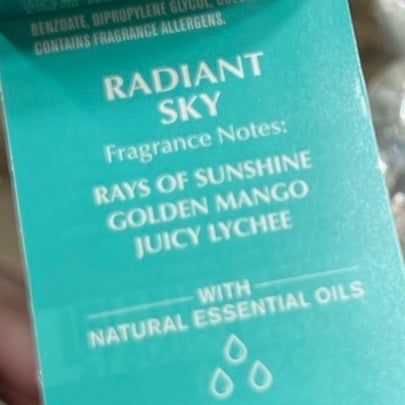 BENZOATE, DIPROPYLENE GLYCOL,
CONTAINS FRAGRANCE ALLERGENS.
RADIANT
SKY
Fragrance Notes:
RAYS OF SUNSHINE
GOLDEN MANGO
JUICY LYCHEE
WITH
NATURAL ESSENTIAL OILS